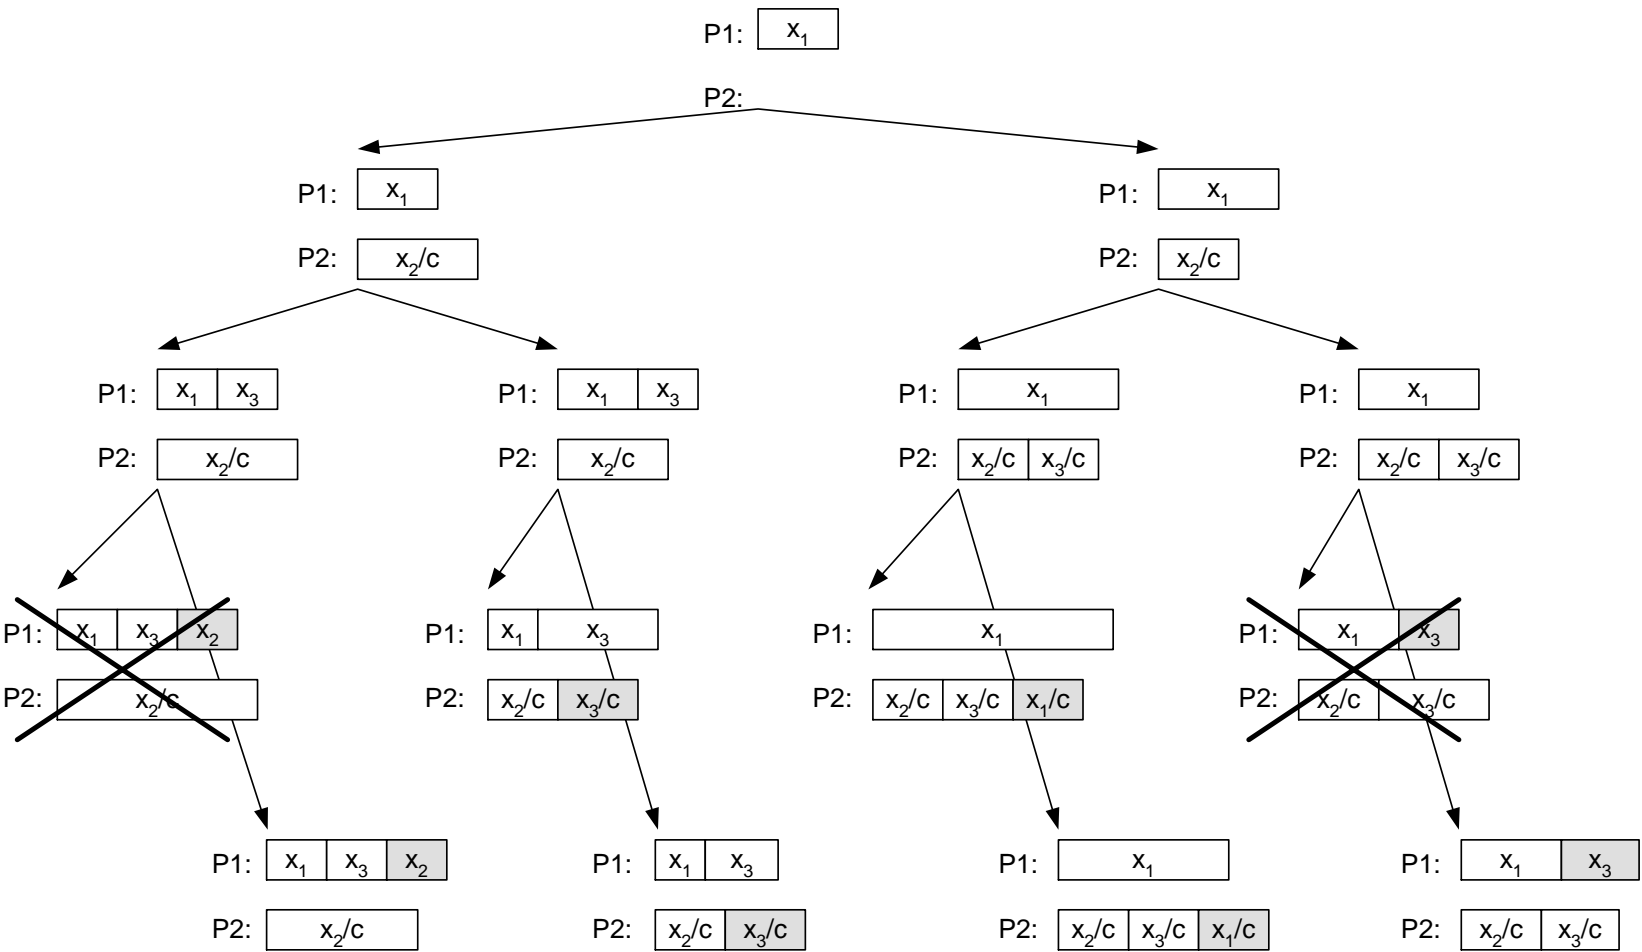 P1: x₁
P2:
P1: x₁ P1: x₁
P2: x₂/c P2: x₂/c
P1: x₁ x₃ P1: x₁ x₃ P1: x₁ P1: x₁
P2: x₂/c P2: x₂/c P2: x₂/c x₃/c P2: x₂/c x₃/c
P1: x₁ x₃ x₂ P1: x₁ x₃ P1: x₁ P1: x₁ x₃
P2: x₂/c P2: x₂/c x₃/c P2: x₂/c x₃/c x₁/c P2: x₂/c x₃/c
P1: x₁ x₃ x₂ P1: x₁ x₃ P1: x₁ P1: x₁ x₃
P2: x₂/c P2: x₂/c x₃/c P2: x₂/c x₃/c x₁/c P2: x₂/c x₃/c